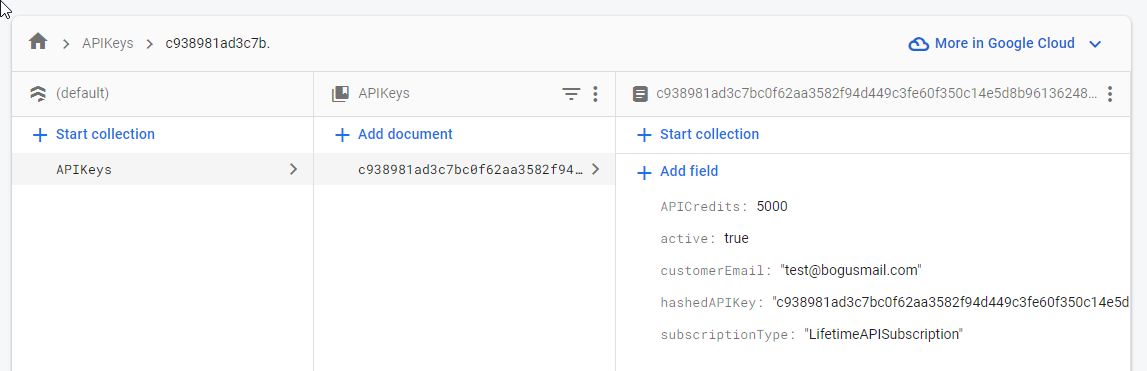 APIKeys c938981ad3c7b. More in Google Cloud
(default)
APIKeys
c938981ad3c7bc0f62aa3582f94d449c3fe60f350c14e5d8b96136248…
+ Start collection
+ Add document
+ Start collection
APIKeys
c938981ad3c7bc0f62aa3582f94…
+ Add field
APICredits: 5000
active: true
customerEmail: "test@bogusmail.com"
hashedAPIKey: "c938981ad3c7bc0f62aa3582f94d449c3fe60f350c14e5d
subscriptionType: "LifetimeAPISubscription"